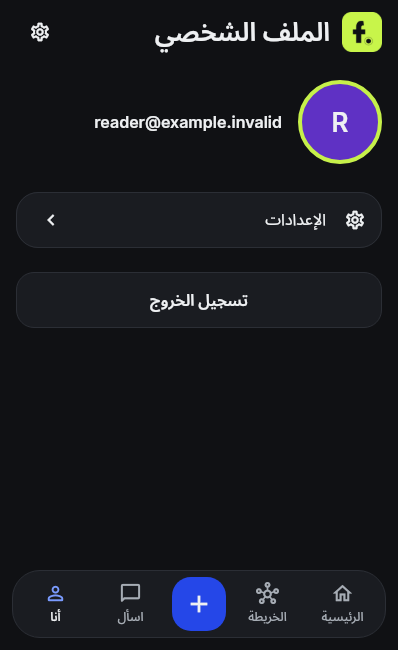 الملف الشخصي
R
reader@example.invalid
الإعدادات
تسجيل الخروج
الرئيسية
الخريطة
اسأل
أنا